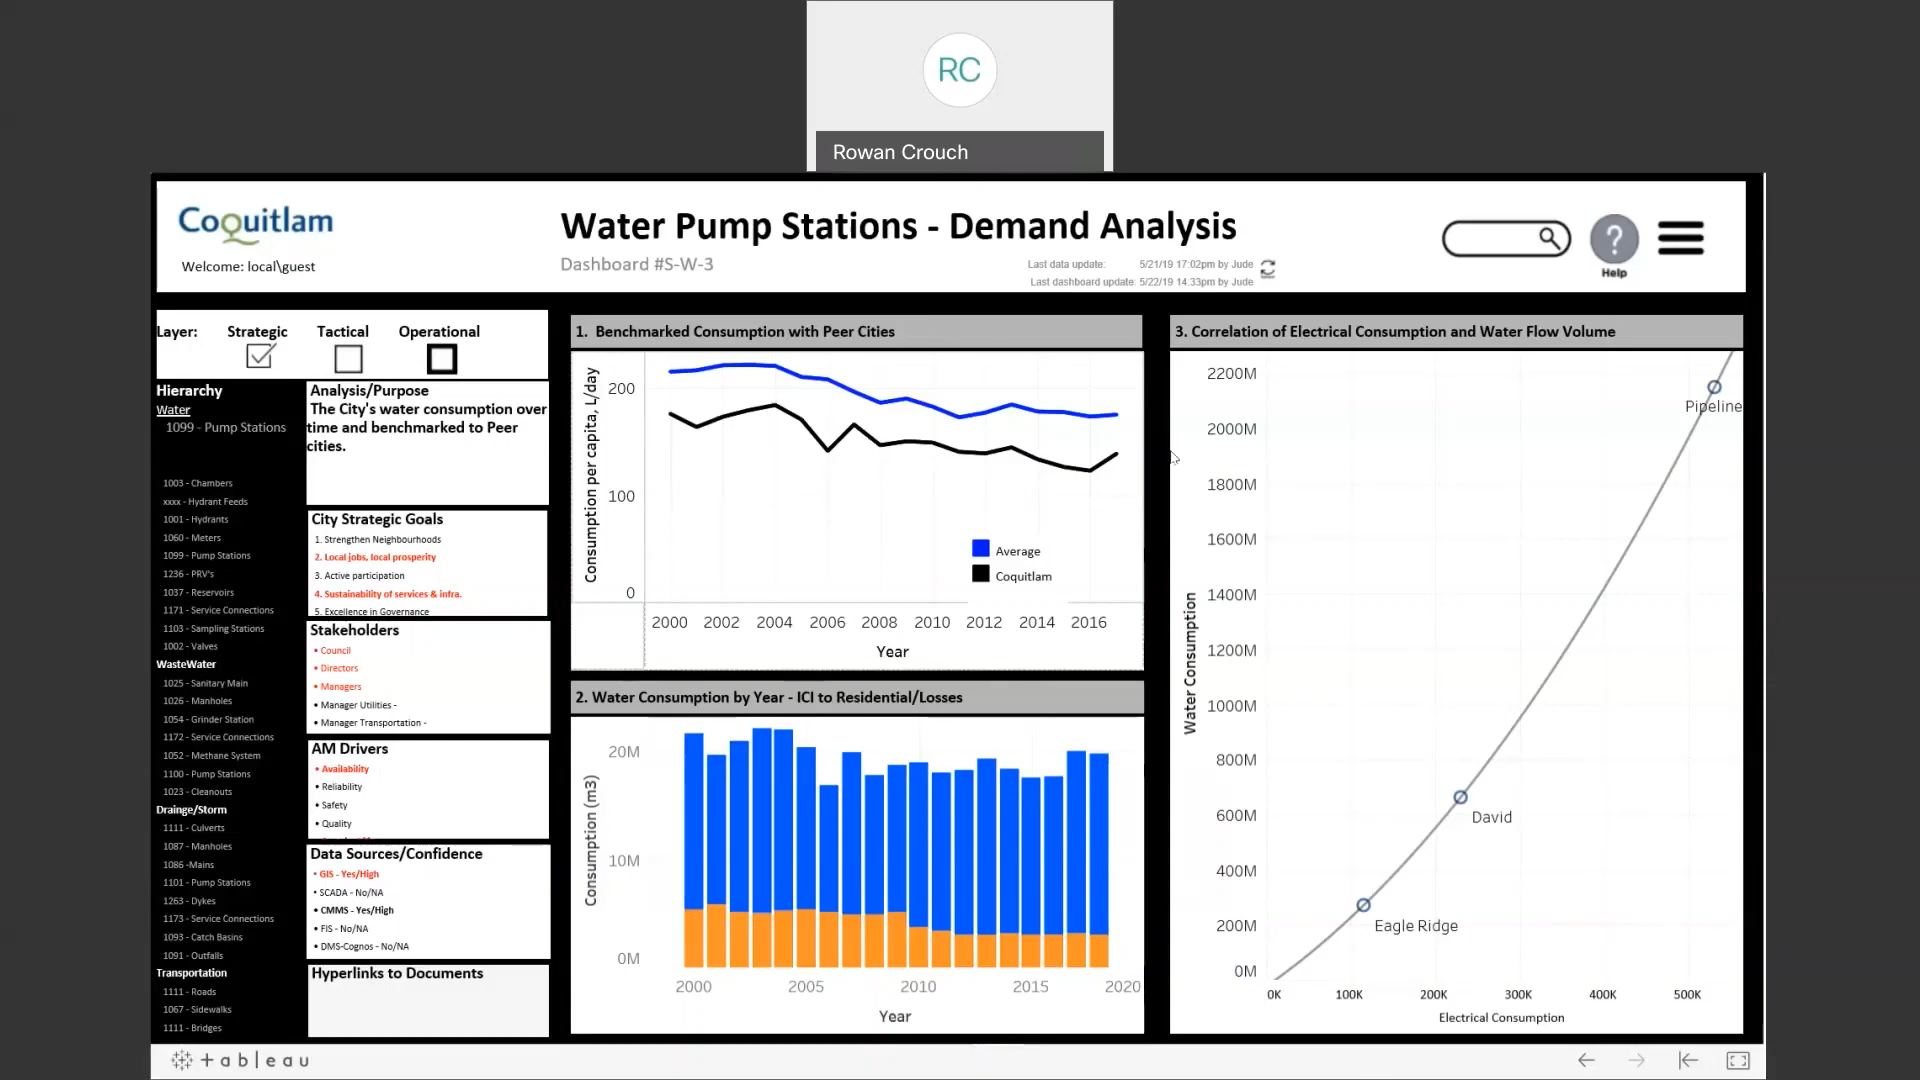 RC
Rowan Crouch
Coquitlam
Welcome: local\guest
Water Pump Stations - Demand Analysis
Dashboard #S-W-3
Last data update: 5/21/19 17:02pm by Jude
Last dashboard update: 5/22/19 14:33pm by Jude
?
Help
Layer: Strategic Tactical Operational
Hierarchy
Water
1099 - Pump Stations
1003 - Chambers
xxxx - Hydrant Feeds
1001 - Hydrants
1060 - Meters
1099 - Pump Stations
1236 - PRV's
1037 - Reservoirs
1171 - Service Connections
1103 - Sampling Stations
1002 - Valves
WasteWater
1025 - Sanitary Main
1026 - Manholes
1054 - Grinder Station
1172 - Service Connections
1052 - Methane System
1100 - Pump Stations
1023 - Cleanouts
Drainge/Storm
1111 - Culverts
1087 - Manholes
1086 -Mains
1101 - Pump Stations
1263 - Dykes
1173 - Service Connections
1093 - Catch Basins
1091 - Outfalls
Transportation
1111 - Roads
1067 - Sidewalks
1111 - Bridges
Analysis/Purpose
The City's water consumption over
time and benchmarked to Peer
cities.
City Strategic Goals
1. Strengthen Neighbourhoods
2. Local jobs, local prosperity
3. Active participation
4. Sustainability of services & infra.
5. Excellence in Governance
Stakeholders
• Council
• Directors
• Managers
• Manager Utilities -
• Manager Transportation -
AM Drivers
• Availability
• Reliability
• Safety
• Quality
Data Sources/Confidence
• GIS - Yes/High
• SCADA - No/NA
• CMMS - Yes/High
• FIS - No/NA
• DMS-Cognos - No/NA
Hyperlinks to Documents
1. Benchmarked Consumption with Peer Cities
Consumption per capita, L/day
200
100
0
Average
Coquitlam
2000 2002 2004 2006 2008 2010 2012 2014 2016
Year
2. Water Consumption by Year - ICI to Residential/Losses
Consumption (m3)
20M
10M
0M
2000 2005 2010 2015 2020
Year
3. Correlation of Electrical Consumption and Water Flow Volume
Water Consumption
2200M
2000M
1800M
1600M
1400M
1200M
1000M
800M
600M
400M
200M
0M
Pipeline
David
Eagle Ridge
0K 100K 200K 300K 400K 500K
Electrical Consumption
+ a b l e a u